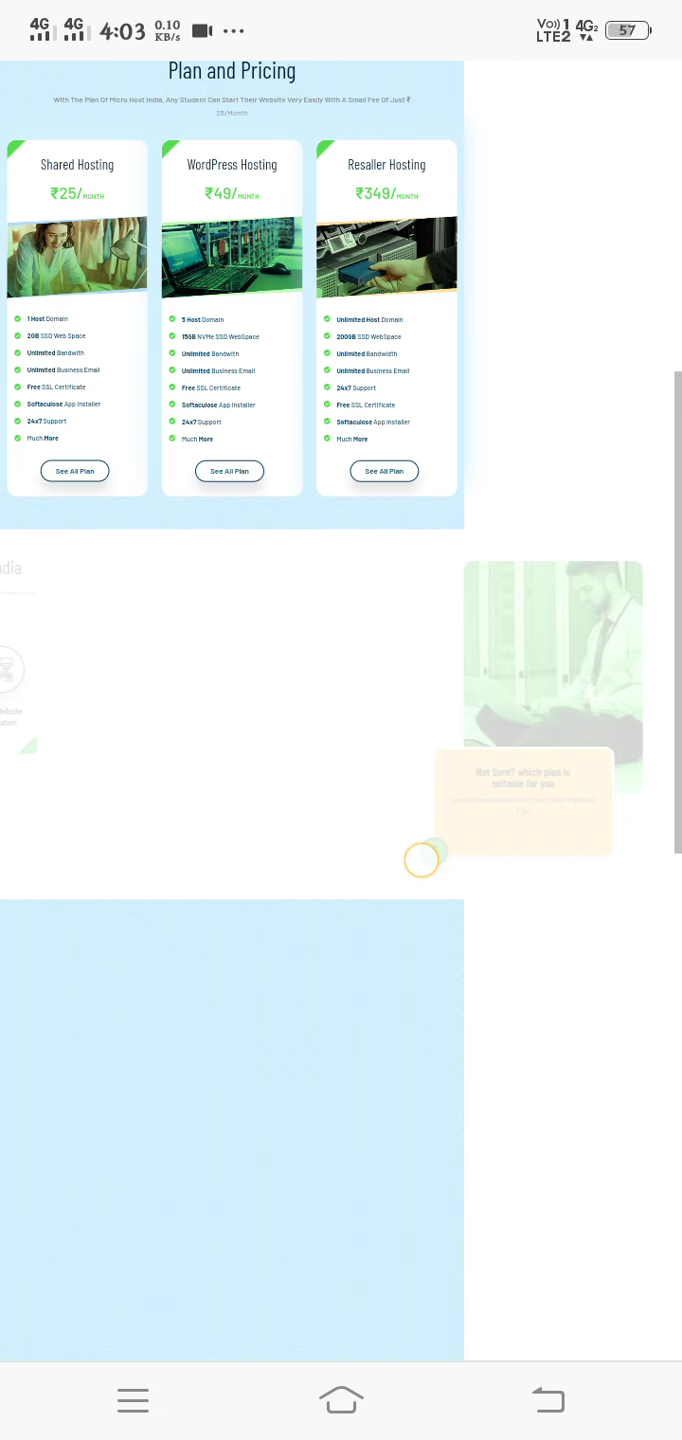 4G 4G 4:03 0.10 KB/s ••• Vo)) 1 LTE2 4G2 57
Plan and Pricing
With The Plan Of Micro Host India, Any Student Can Start Their Website Very Easily With A Small Fee Of Just ₹
25/Month
Shared Hosting
₹25/MONTH
1 Host Domain
2GB SSD Web Space
Unlimited Bandwith
Unlimited Business Email
Free SSL Certificate
Softaculose App Installer
24x7 Support
Much More
See All Plan
WordPress Hosting
₹49/MONTH
5 Host Domain
15GB NVMe SSD WebSpace
Unlimited Bandwith
Unlimited Business Email
Free SSL Certificate
Softaculose App Installer
24x7 Support
Much More
See All Plan
Resaller Hosting
₹349/MONTH
Unlimited Host Domain
200GB SSD WebSpace
Unlimited Bandwidth
Unlimited Business Email
24x7 Support
Free SSL Certificate
Softaculose App Installer
Much More
See All Plan
ndia
Not Sure? which plan is
suitable for you
Plan